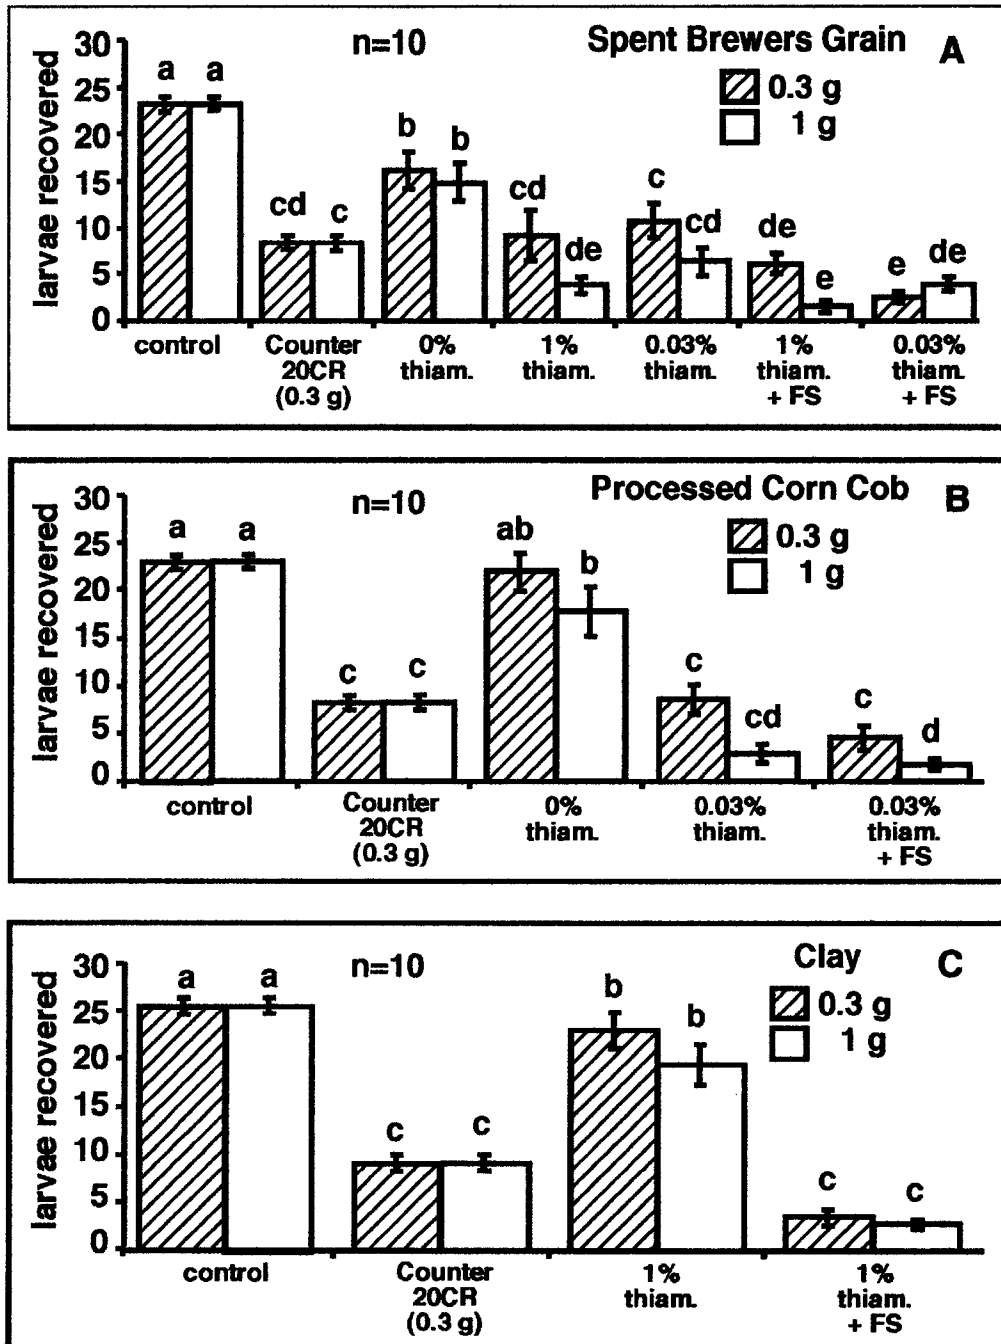 n=10
Spent Brewers Grain
A
0.3 g
1 g
larvae recovered
30
25
20
15
10
5
0
a a
cd c
b b
cd de
c cd
de e
e de
control
Counter
20CR
(0.3 g)
0%
thiam.
1%
thiam.
0.03%
thiam.
1%
thiam.
+ FS
0.03%
thiam.
+ FS
n=10
Processed Corn Cob
B
0.3 g
1 g
larvae recovered
30
25
20
15
10
5
0
a a
c c
ab b
c cd
c d
control
Counter
20CR
(0.3 g)
0%
thiam.
0.03%
thiam.
0.03%
thiam.
+ FS
n=10
Clay
C
0.3 g
1 g
larvae recovered
30
25
20
15
10
5
0
a a
c c
b b
c c
control
Counter
20CR
(0.3 g)
1%
thiam.
1%
thiam.
+ FS